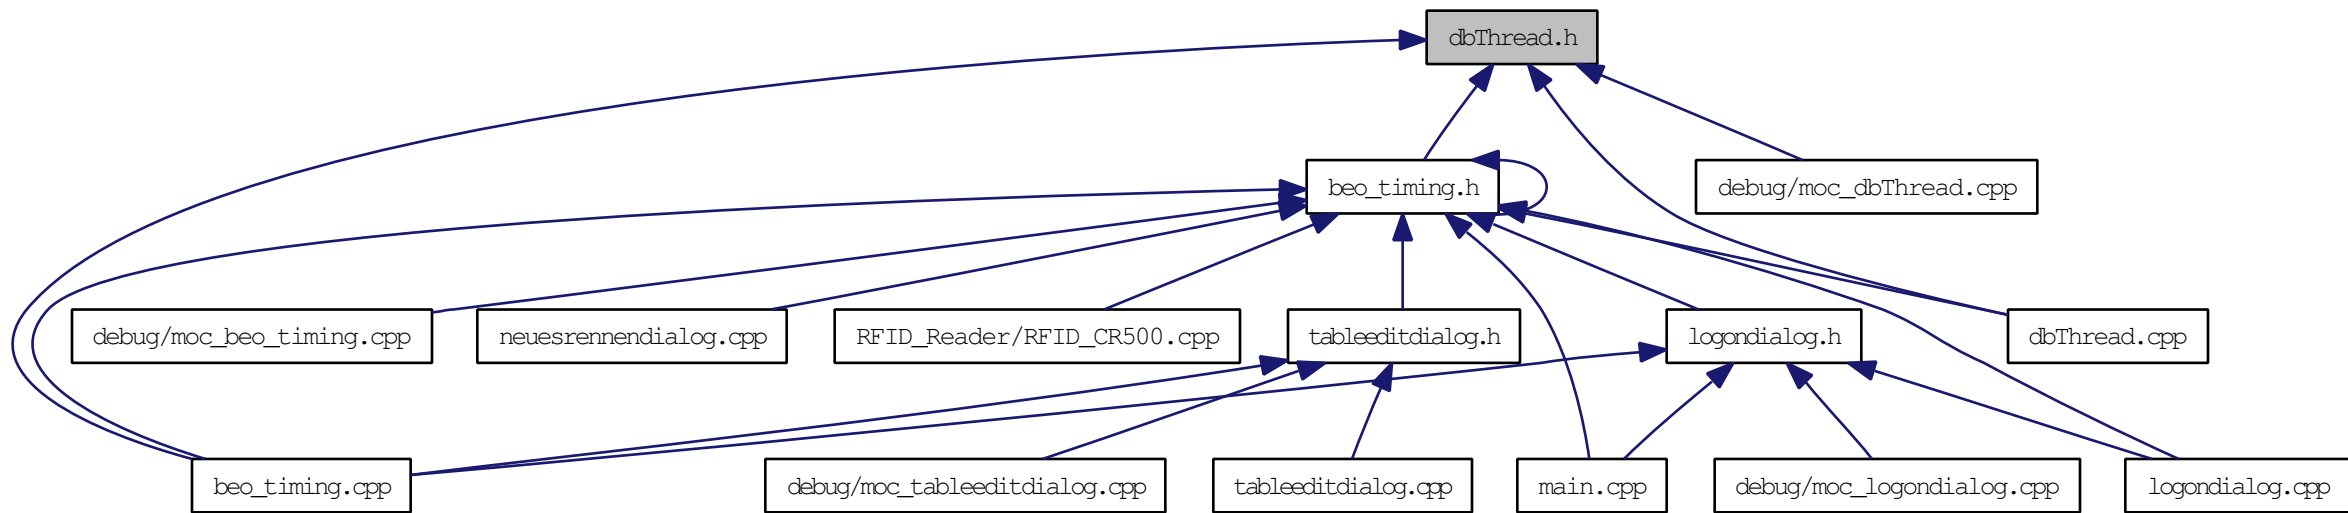 dbThread.h
beo_timing.h
debug/moc_dbThread.cpp
debug/moc_beo_timing.cpp
neuesrennendialog.cpp
RFID_Reader/RFID_CR500.cpp
tableeditdialog.h
logondialog.h
dbThread.cpp
beo_timing.cpp
debug/moc_tableeditdialog.cpp
tableeditdialog.cpp
main.cpp
debug/moc_logondialog.cpp
logondialog.cpp